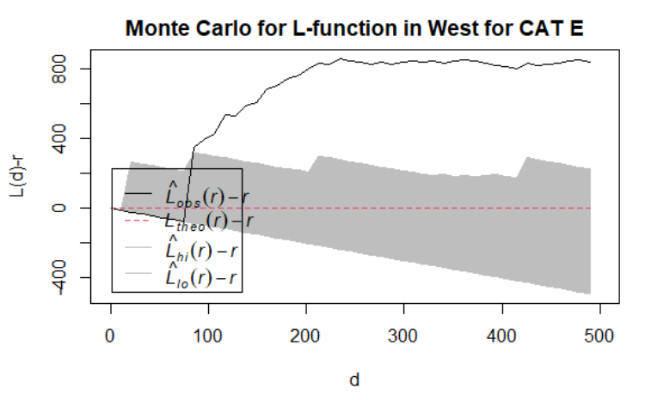 Monte Carlo for L-function in West for CAT E
L(d)-r
800
400
0
-400
L̂obs(r) − r
Ltheo(r) − r
L̂hi(r) − r
L̂lo(r) − r
0 100 200 300 400 500
d